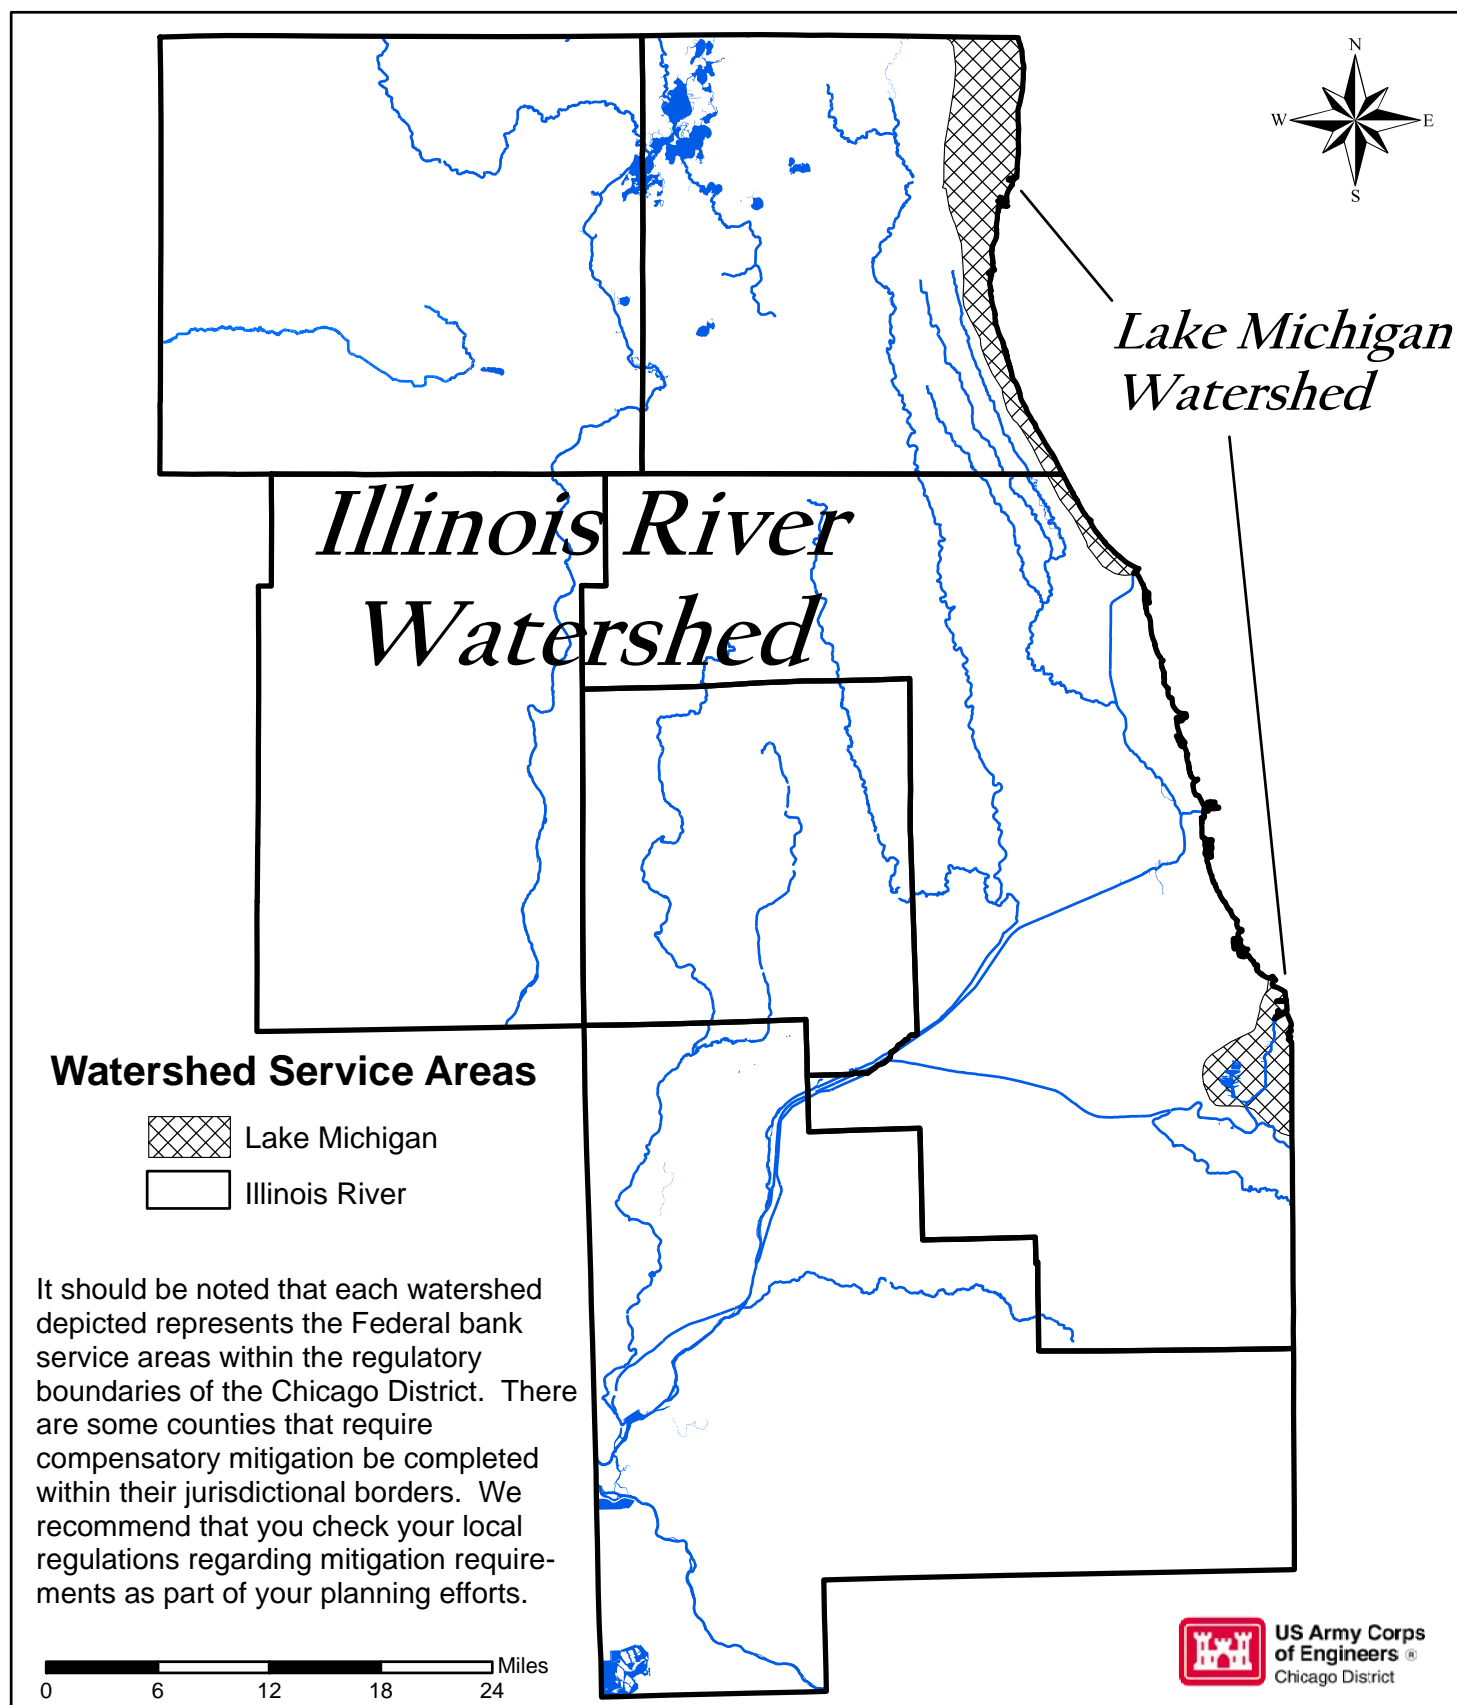 N
W E
S
Lake Michigan
Watershed
Illinois River
Watershed
Watershed Service Areas
Lake Michigan
Illinois River
It should be noted that each watershed
depicted represents the Federal bank
service areas within the regulatory
boundaries of the Chicago District.  There
are some counties that require
compensatory mitigation be completed
within their jurisdictional borders.  We
recommend that you check your local
regulations regarding mitigation require-
ments as part of your planning efforts.
Miles
0 6 12 18 24
US Army Corps
of Engineers ®
Chicago District